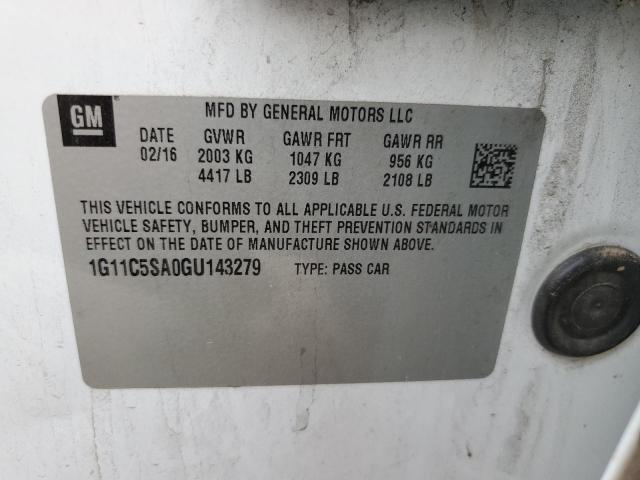 GM
MFD BY GENERAL MOTORS LLC
DATE GVWR GAWR FRT GAWR RR
02/16 2003 KG 1047 KG 956 KG
4417 LB 2309 LB 2108 LB
THIS VEHICLE CONFORMS TO ALL APPLICABLE U.S. FEDERAL MOTOR
VEHICLE SAFETY, BUMPER, AND THEFT PREVENTION STANDARDS IN
EFFECT ON THE DATE OF MANUFACTURE SHOWN ABOVE.
1G11C5SA0GU143279 TYPE: PASS CAR